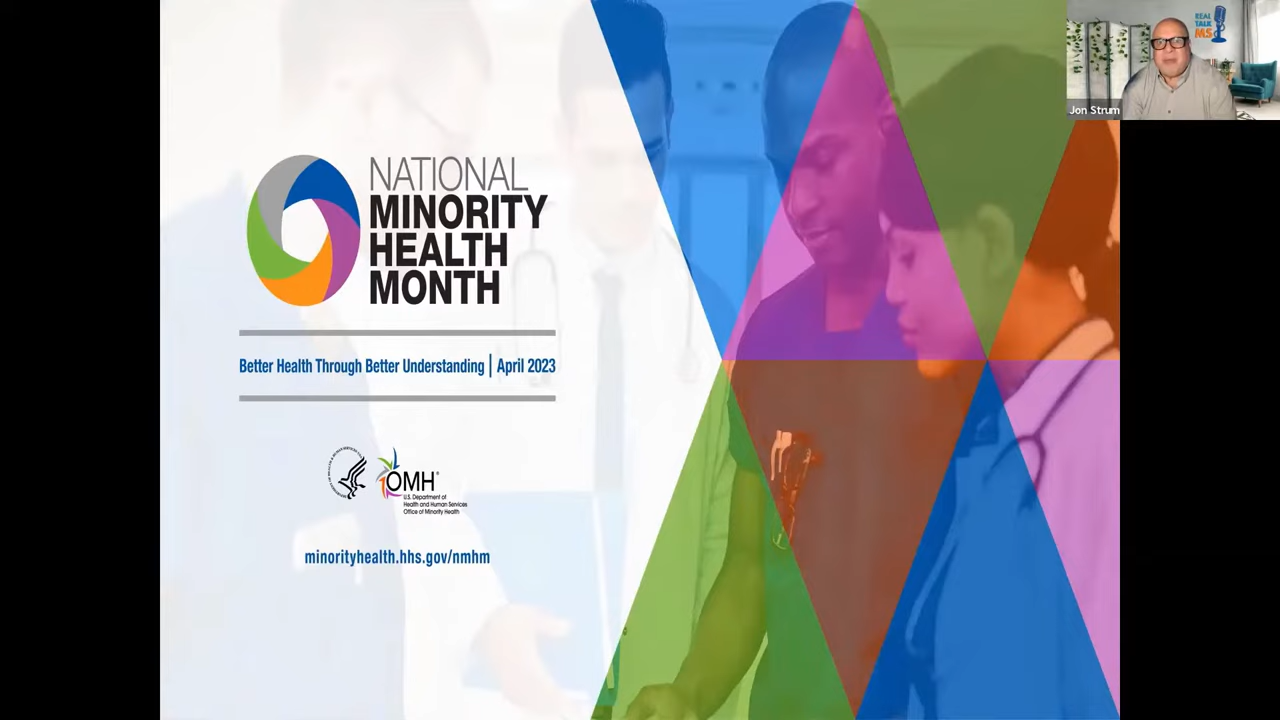 NATIONAL
MINORITY
HEALTH
MONTH
Better Health Through Better Understanding | April 2023
OMH®
U.S. Department of
Health and Human Services
Office of Minority Health
minorityhealth.hhs.gov/nmhm
REAL
TALK
MS
Jon Strum